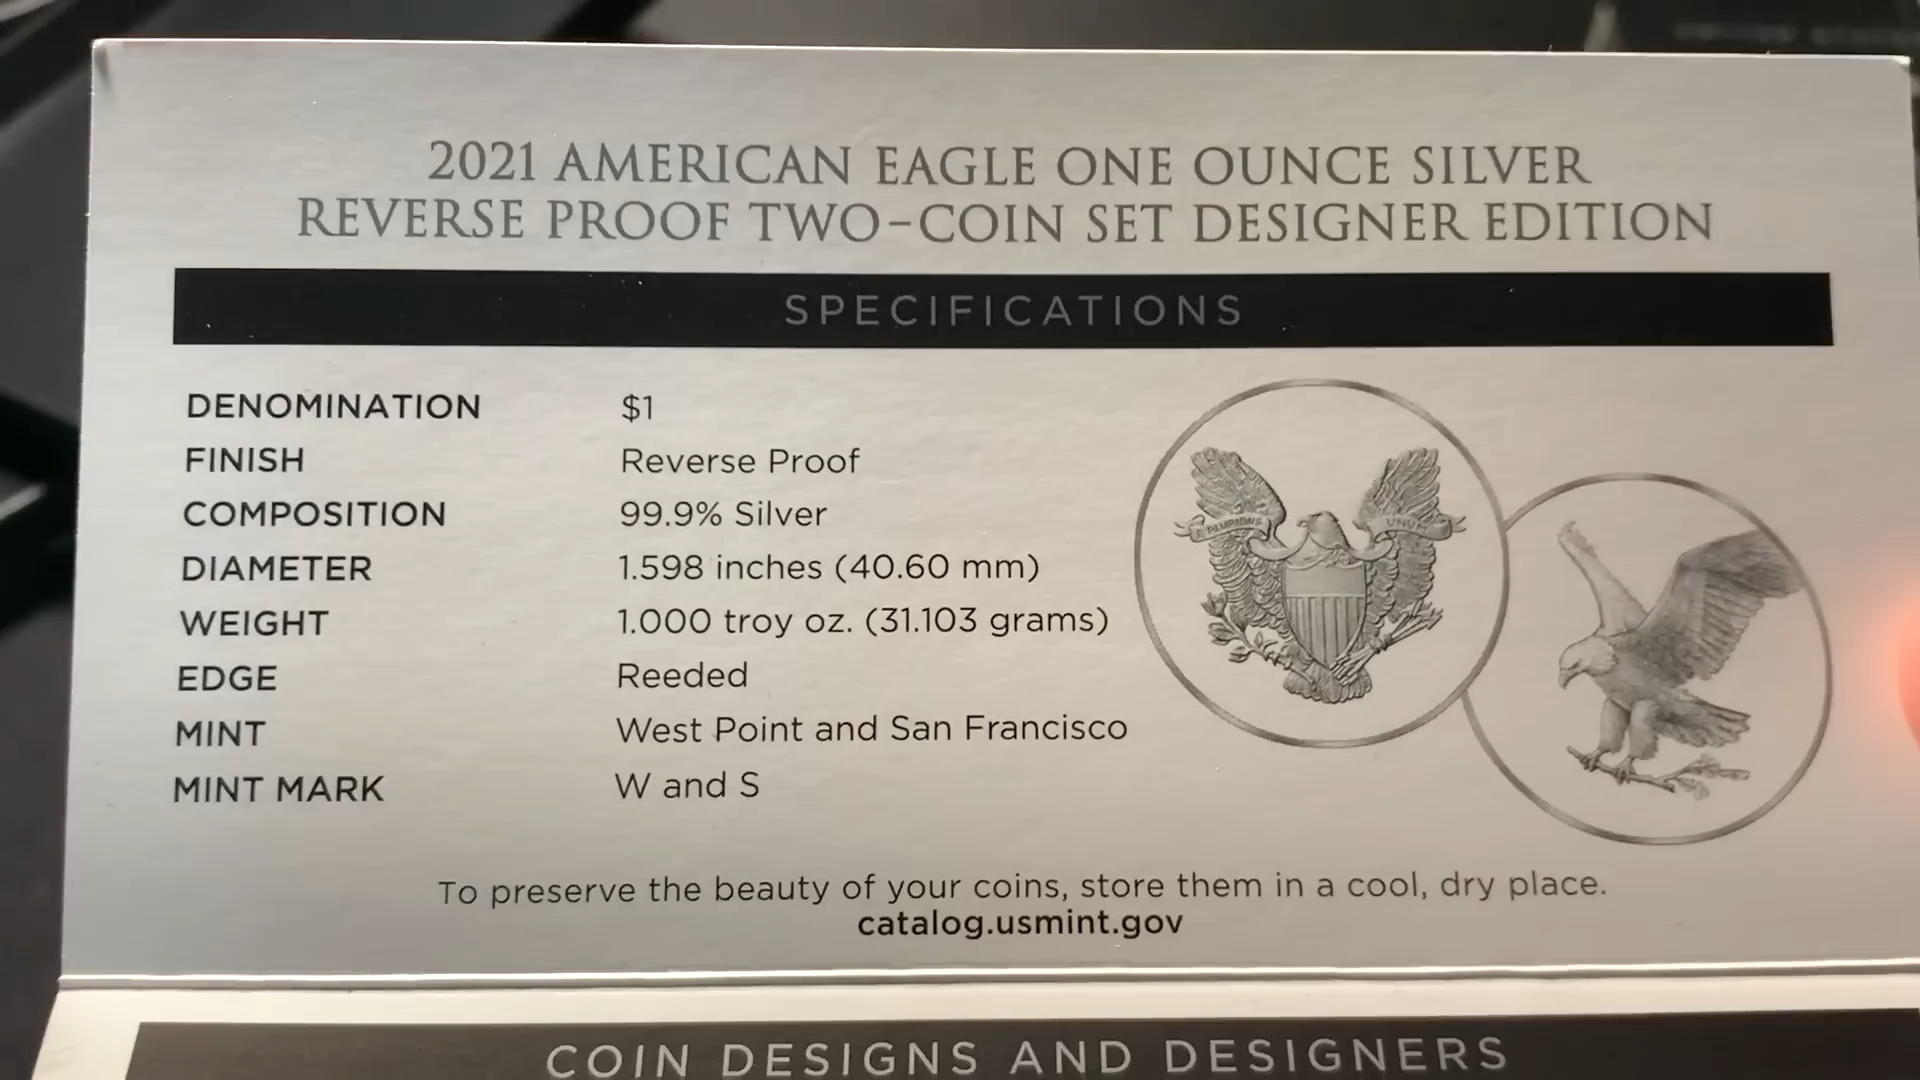 2021 AMERICAN EAGLE ONE OUNCE SILVER
REVERSE PROOF TWO-COIN SET DESIGNER EDITION
SPECIFICATIONS
DENOMINATION $1
FINISH Reverse Proof
COMPOSITION 99.9% Silver
DIAMETER 1.598 inches (40.60 mm)
WEIGHT 1.000 troy oz. (31.103 grams)
EDGE Reeded
MINT West Point and San Francisco
MINT MARK W and S
PLURIBUS UNUM
To preserve the beauty of your coins, store them in a cool, dry place.
catalog.usmint.gov
COIN DESIGNS AND DESIGNERS